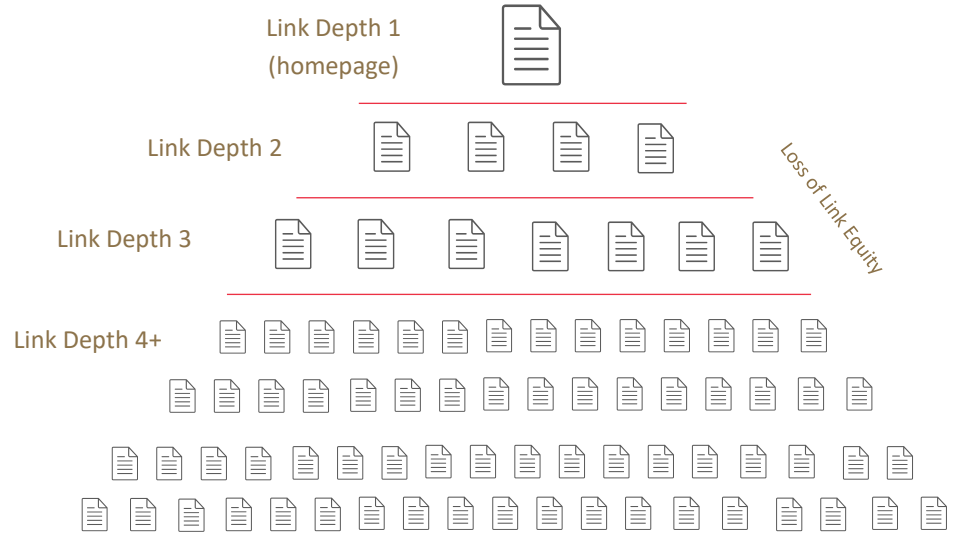 Link Depth 1
(homepage)
Link Depth 2
Loss of Link Equity
Link Depth 3
Link Depth 4+